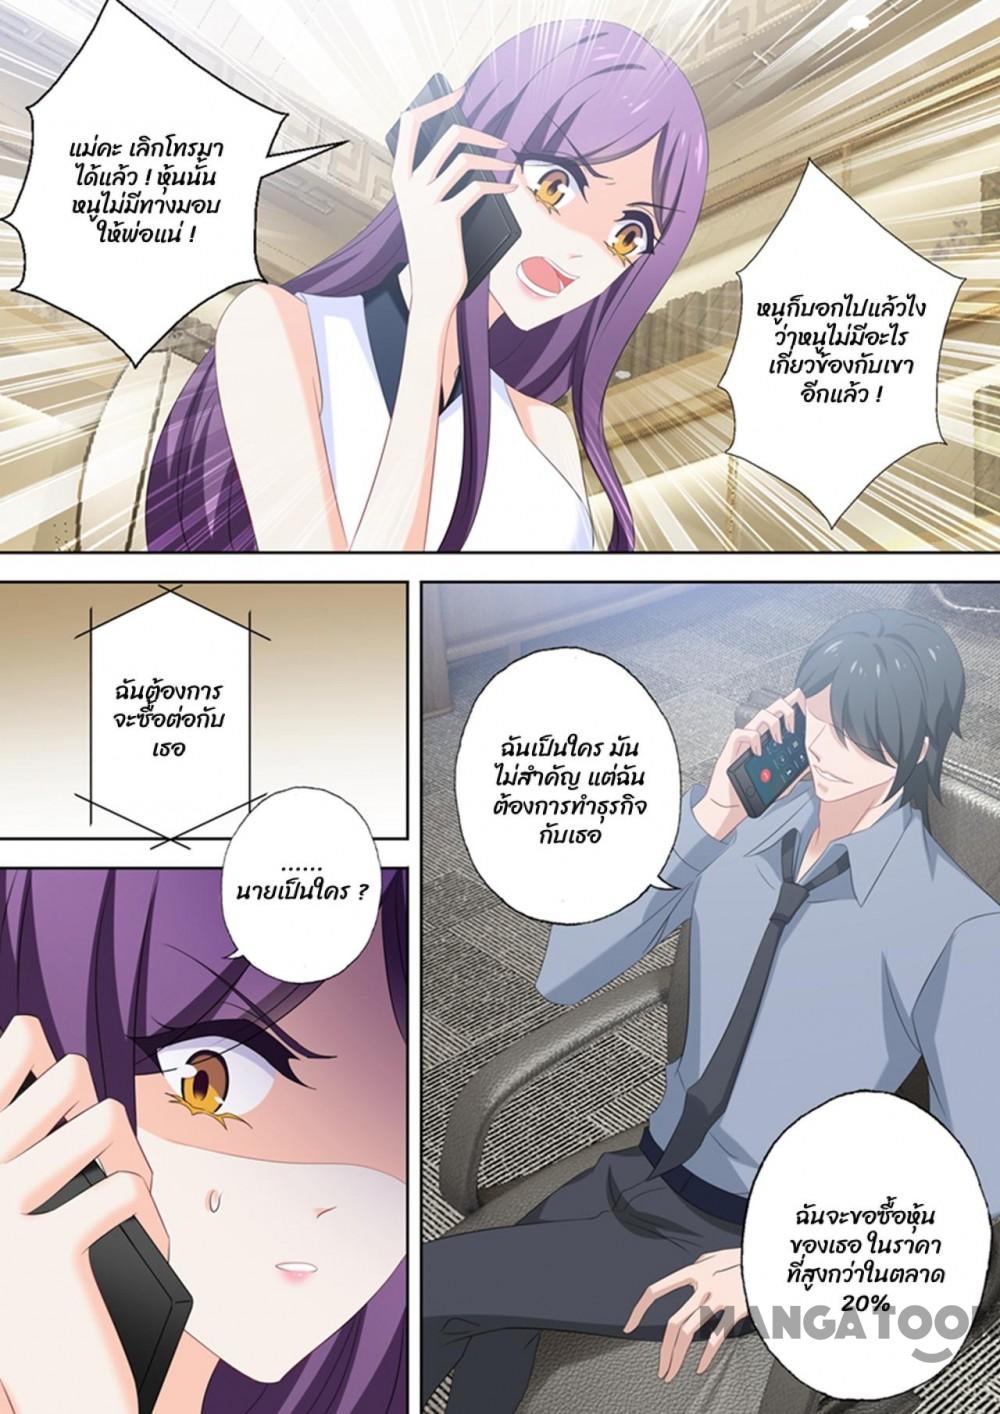 แม่คะ เลิกโทรมา
ได้แล้ว ! หุ้นนั้น
หนูไม่มีทางมอบ
ให้พ่อแน่ !
หนูก็บอกไปแล้วไง
ว่าหนูไม่มีอะไร
เกี่ยวข้องกับเขา
อีกแล้ว !
ฉันต้องการ
จะซื้อต่อกับ
เธอ
......
นายเป็นใคร ?
ฉันเป็นใคร มัน
ไม่สำคัญ แต่ฉัน
ต้องการทำธุรกิจ
กับเธอ
ฉันจะขอซื้อหุ้น
ของเธอ ในราคา
ที่สูงกว่าในตลาด
20%
MANGATOON